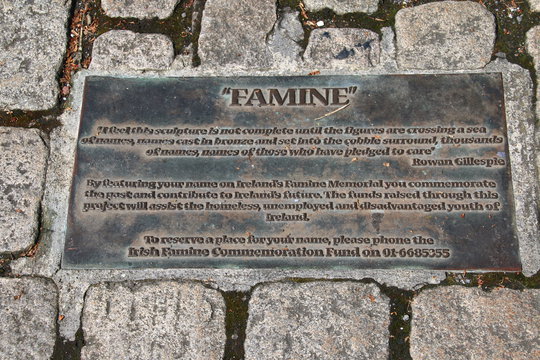 "FAMINE"
"I feel this sculpture is not complete until the figures are crossing a sea
of names, names cast in bronze and set into the cobble surround, thousands
of names, names of those who have pledged to care"
Rowan Gillespie
By featuring your name on Ireland's Famine Memorial you commemorate
the past and contribute to Ireland's future. The funds raised through this
project will assist the homeless, unemployed and disadvantaged youth of
Ireland.
To reserve a place for your name, please phone the
Irish Famine Commemoration Fund on 01-6685355